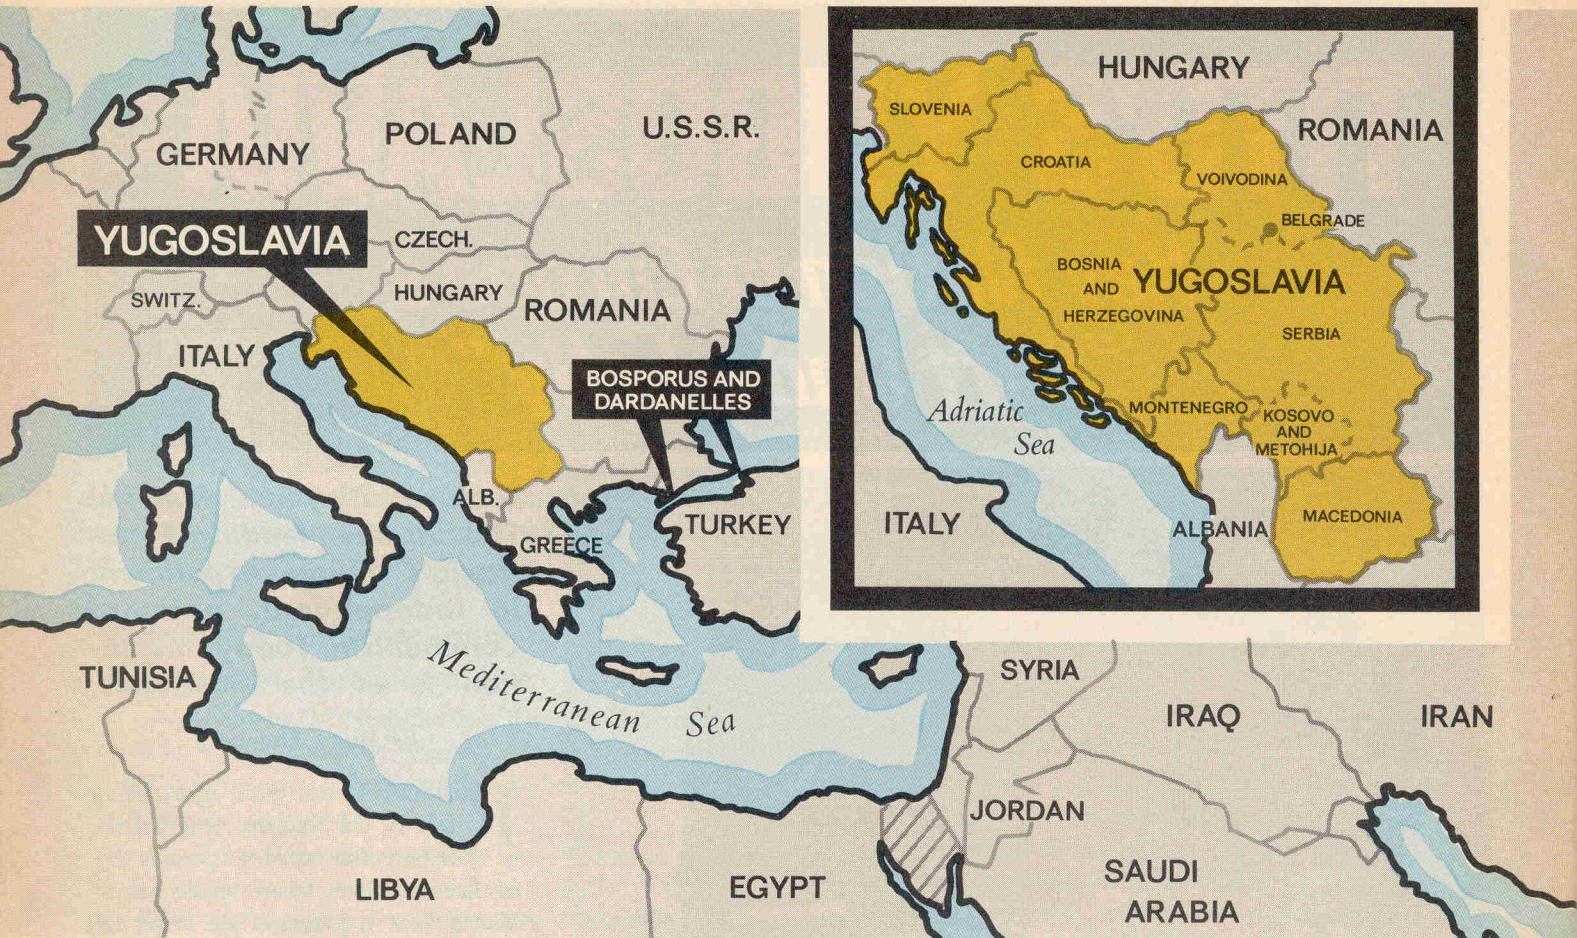 POLAND
U.S.S.R.
GERMANY
YUGOSLAVIA
CZECH.
SWITZ.
HUNGARY
ROMANIA
ITALY
BOSPORUS AND
DARDANELLES
ALB.
GREECE
TURKEY
Mediterranean Sea
TUNISIA
LIBYA
EGYPT
SYRIA
IRAQ
IRAN
JORDAN
SAUDI
ARABIA
HUNGARY
ROMANIA
SLOVENIA
CROATIA
VOIVODINA
BELGRADE
BOSNIA
AND
HERZEGOVINA
YUGOSLAVIA
SERBIA
MONTENEGRO
KOSOVO
AND
METOHIJA
MACEDONIA
Adriatic
Sea
ITALY
ALBANIA